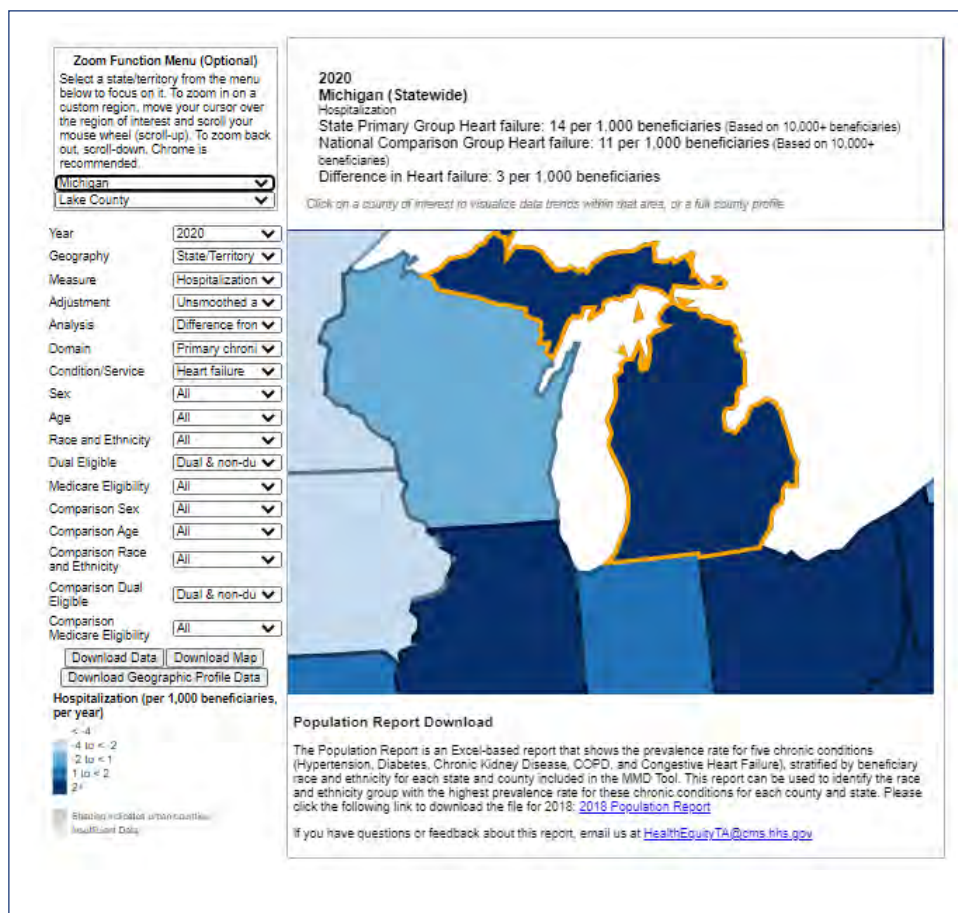 Zoom Function Menu (Optional)
Select a state/territory from the menu
below to focus on it. To zoom in on a
custom region, move your cursor over
the region of interest and scroll your
mouse wheel (scroll-up). To zoom back
out, scroll-down. Chrome is
recommended.
Michigan
Lake County
Year 2020
Geography State/Territory
Measure Hospitalization
Adjustment Unsmoothed a
Analysis Difference fron
Domain Primary chroni
Condition/Service Heart failure
Sex All
Age All
Race and Ethnicity All
Dual Eligible Dual & non-du
Medicare Eligibility All
Comparison Sex All
Comparison Age All
Comparison Race
and Ethnicity All
Comparison Dual
Eligible Dual & non-du
Comparison
Medicare Eligibility All
Download Data Download Map
Download Geographic Profile Data
Hospitalization (per 1,000 beneficiaries,
per year)
< -4
-4 to < -2
-2 to < 1
1 to < 2
2+
Insufficient Data
2020
Michigan (Statewide)
Hospitalization
State Primary Group Heart failure: 14 per 1,000 beneficiaries (Based on 10,000+ beneficiaries)
National Comparison Group Heart failure: 11 per 1,000 beneficiaries (Based on 10,000+
beneficiaries)
Difference in Heart failure: 3 per 1,000 beneficiaries
Click on a county of interest to visualize data trends within that area, or a full county profile
Population Report Download
The Population Report is an Excel-based report that shows the prevalence rate for five chronic conditions
(Hypertension, Diabetes, Chronic Kidney Disease, COPD, and Congestive Heart Failure), stratified by beneficiary
race and ethnicity for each state and county included in the MMD Tool. This report can be used to identify the race
and ethnicity group with the highest prevalence rate for these chronic conditions for each county and state. Please
click the following link to download the file for 2018: 2018 Population Report
If you have questions or feedback about this report, email us at HealthEquityTA@cms.hhs.gov